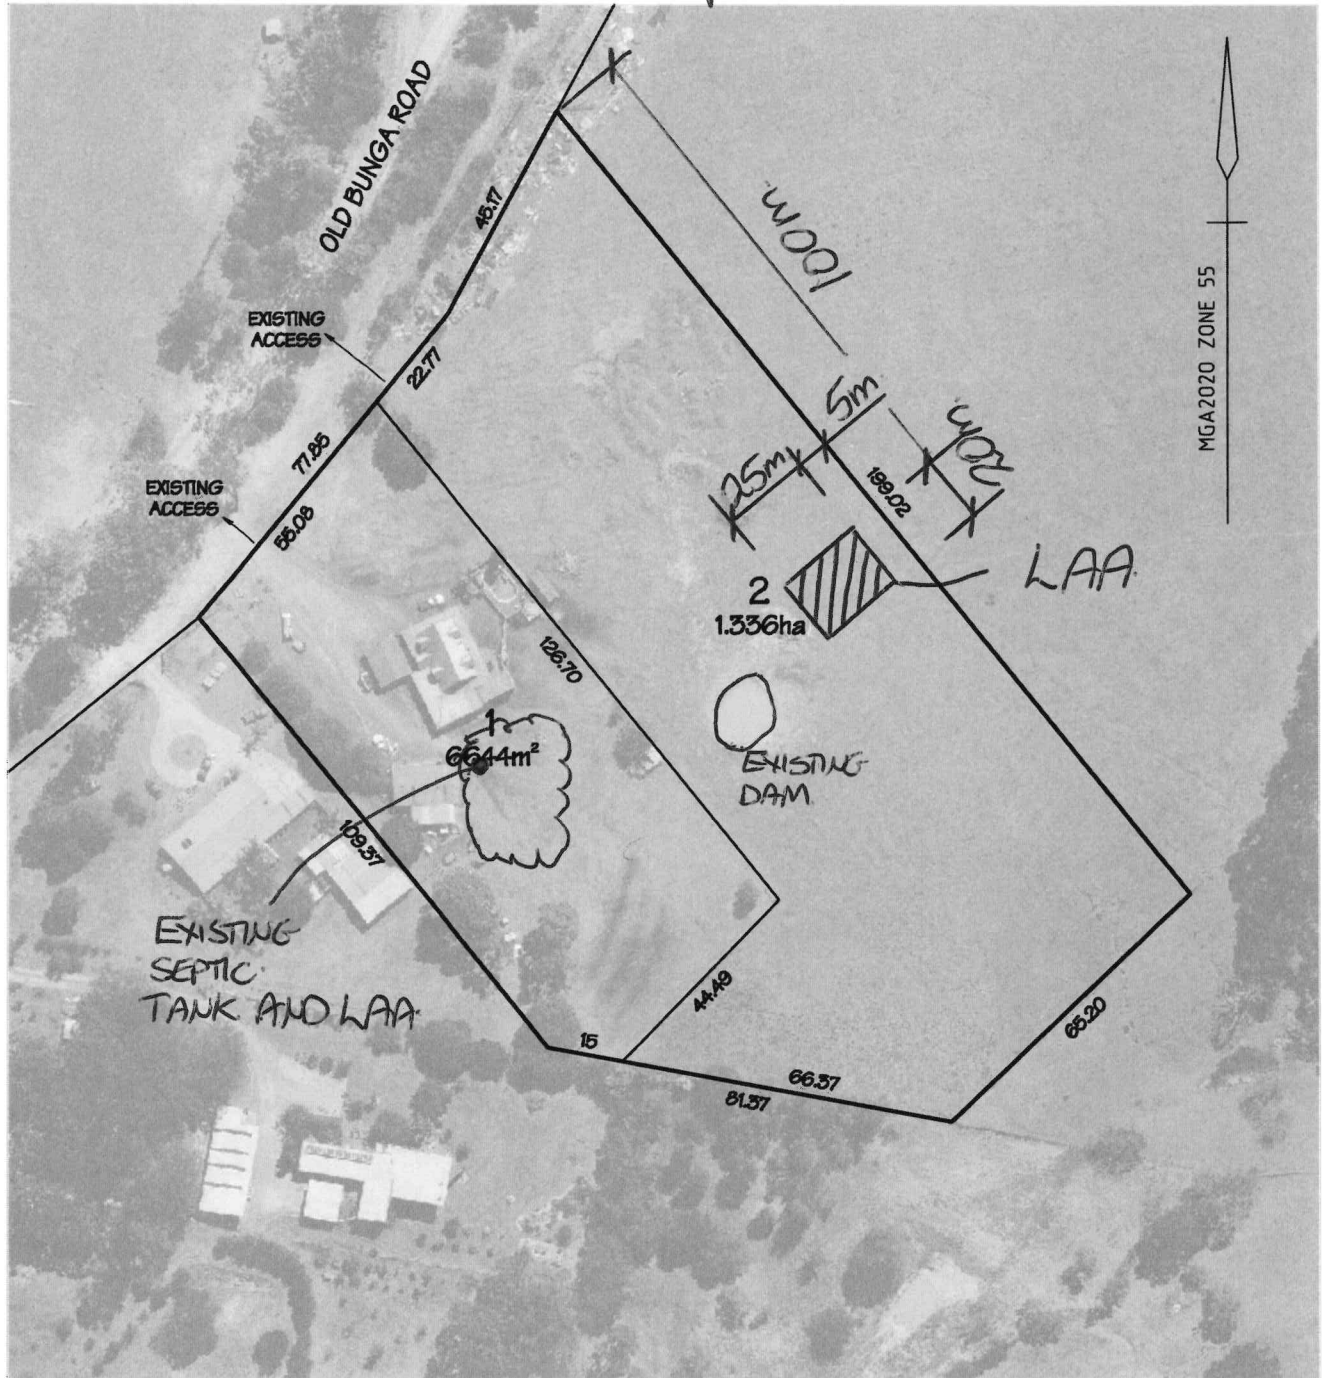 OLD BUNGA ROAD
45.17
100m
EXISTING
ACCESS
22.77
MGA2020 ZONE 55
5m
20m
77.85
25m
199.02
EXISTING
ACCESS
55.08
LAA
2
1.336ha
126.70
1
6644m²
EXISTING
DAM
109.37
EXISTING
SEPTIC
TANK AND LAA
44.49
15
66.37
81.37
65.20